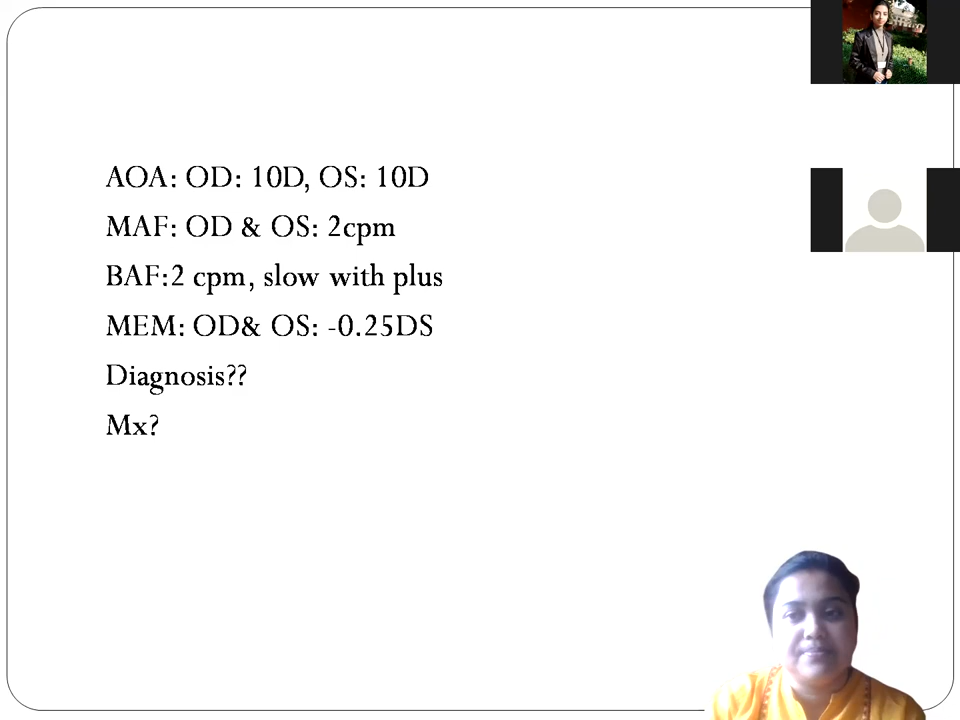 AOA: OD: 10D, OS: 10D
MAF: OD & OS: 2cpm
BAF:2 cpm, slow with plus
MEM: OD& OS: -0.25DS
Diagnosis??
Mx?